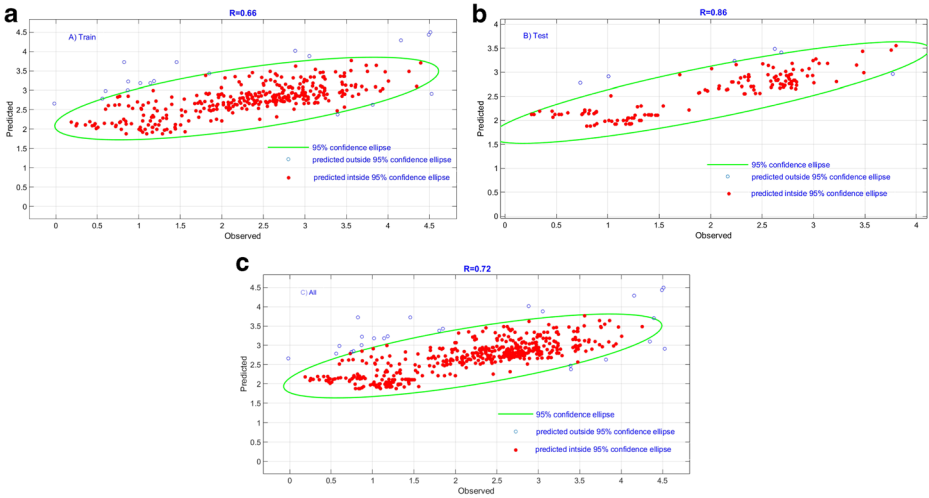 a
R=0.66
A) Train
Predicted
4.5
4
3.5
3
2.5
2
1.5
1
0.5
0
95% confidence ellipse
predicted outside 95% confidence ellipse
predicted intside 95% confidence ellipse
0 0.5 1 1.5 2 2.5 3 3.5 4 4.5
Observed
b
R=0.86
B) Test
Predicted
4
3.5
3
2.5
2
1.5
1
0.5
0
95% confidence ellipse
predicted outside 95% confidence ellipse
predicted intside 95% confidence ellipse
0 0.5 1 1.5 2 2.5 3 3.5 4
Observed
c
R=0.72
C) All
Predicted
4.5
4
3.5
3
2.5
2
1.5
1
0.5
0
95% confidence ellipse
predicted outside 95% confidence ellipse
predicted intside 95% confidence ellipse
0 0.5 1 1.5 2 2.5 3 3.5 4 4.5
Observed